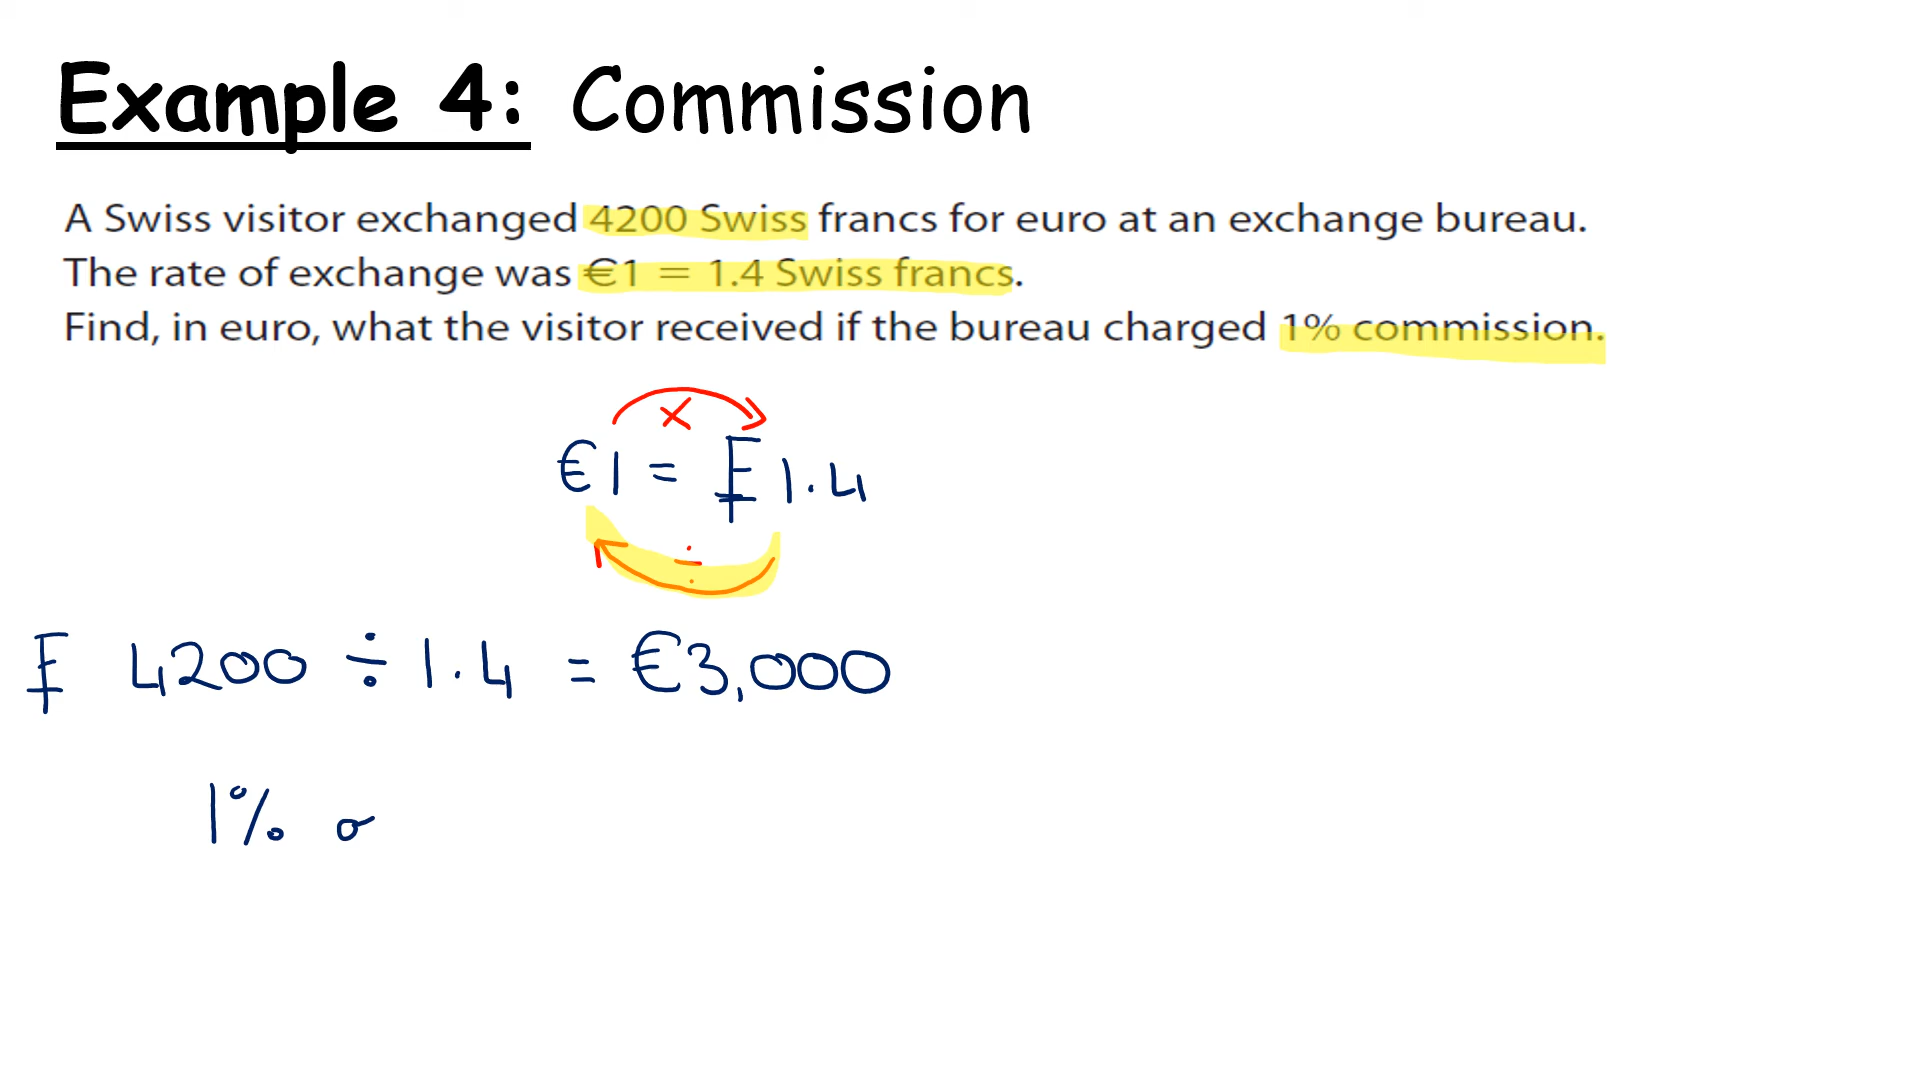 Example 4: Commission
A Swiss visitor exchanged 4200 Swiss francs for euro at an exchange bureau.
The rate of exchange was €1 = 1.4 Swiss francs.
Find, in euro, what the visitor received if the bureau charged 1% commission.
×
€1 = ₣ 1.4
÷
₣ 4200 ÷ 1.4 = €3,000
1% o